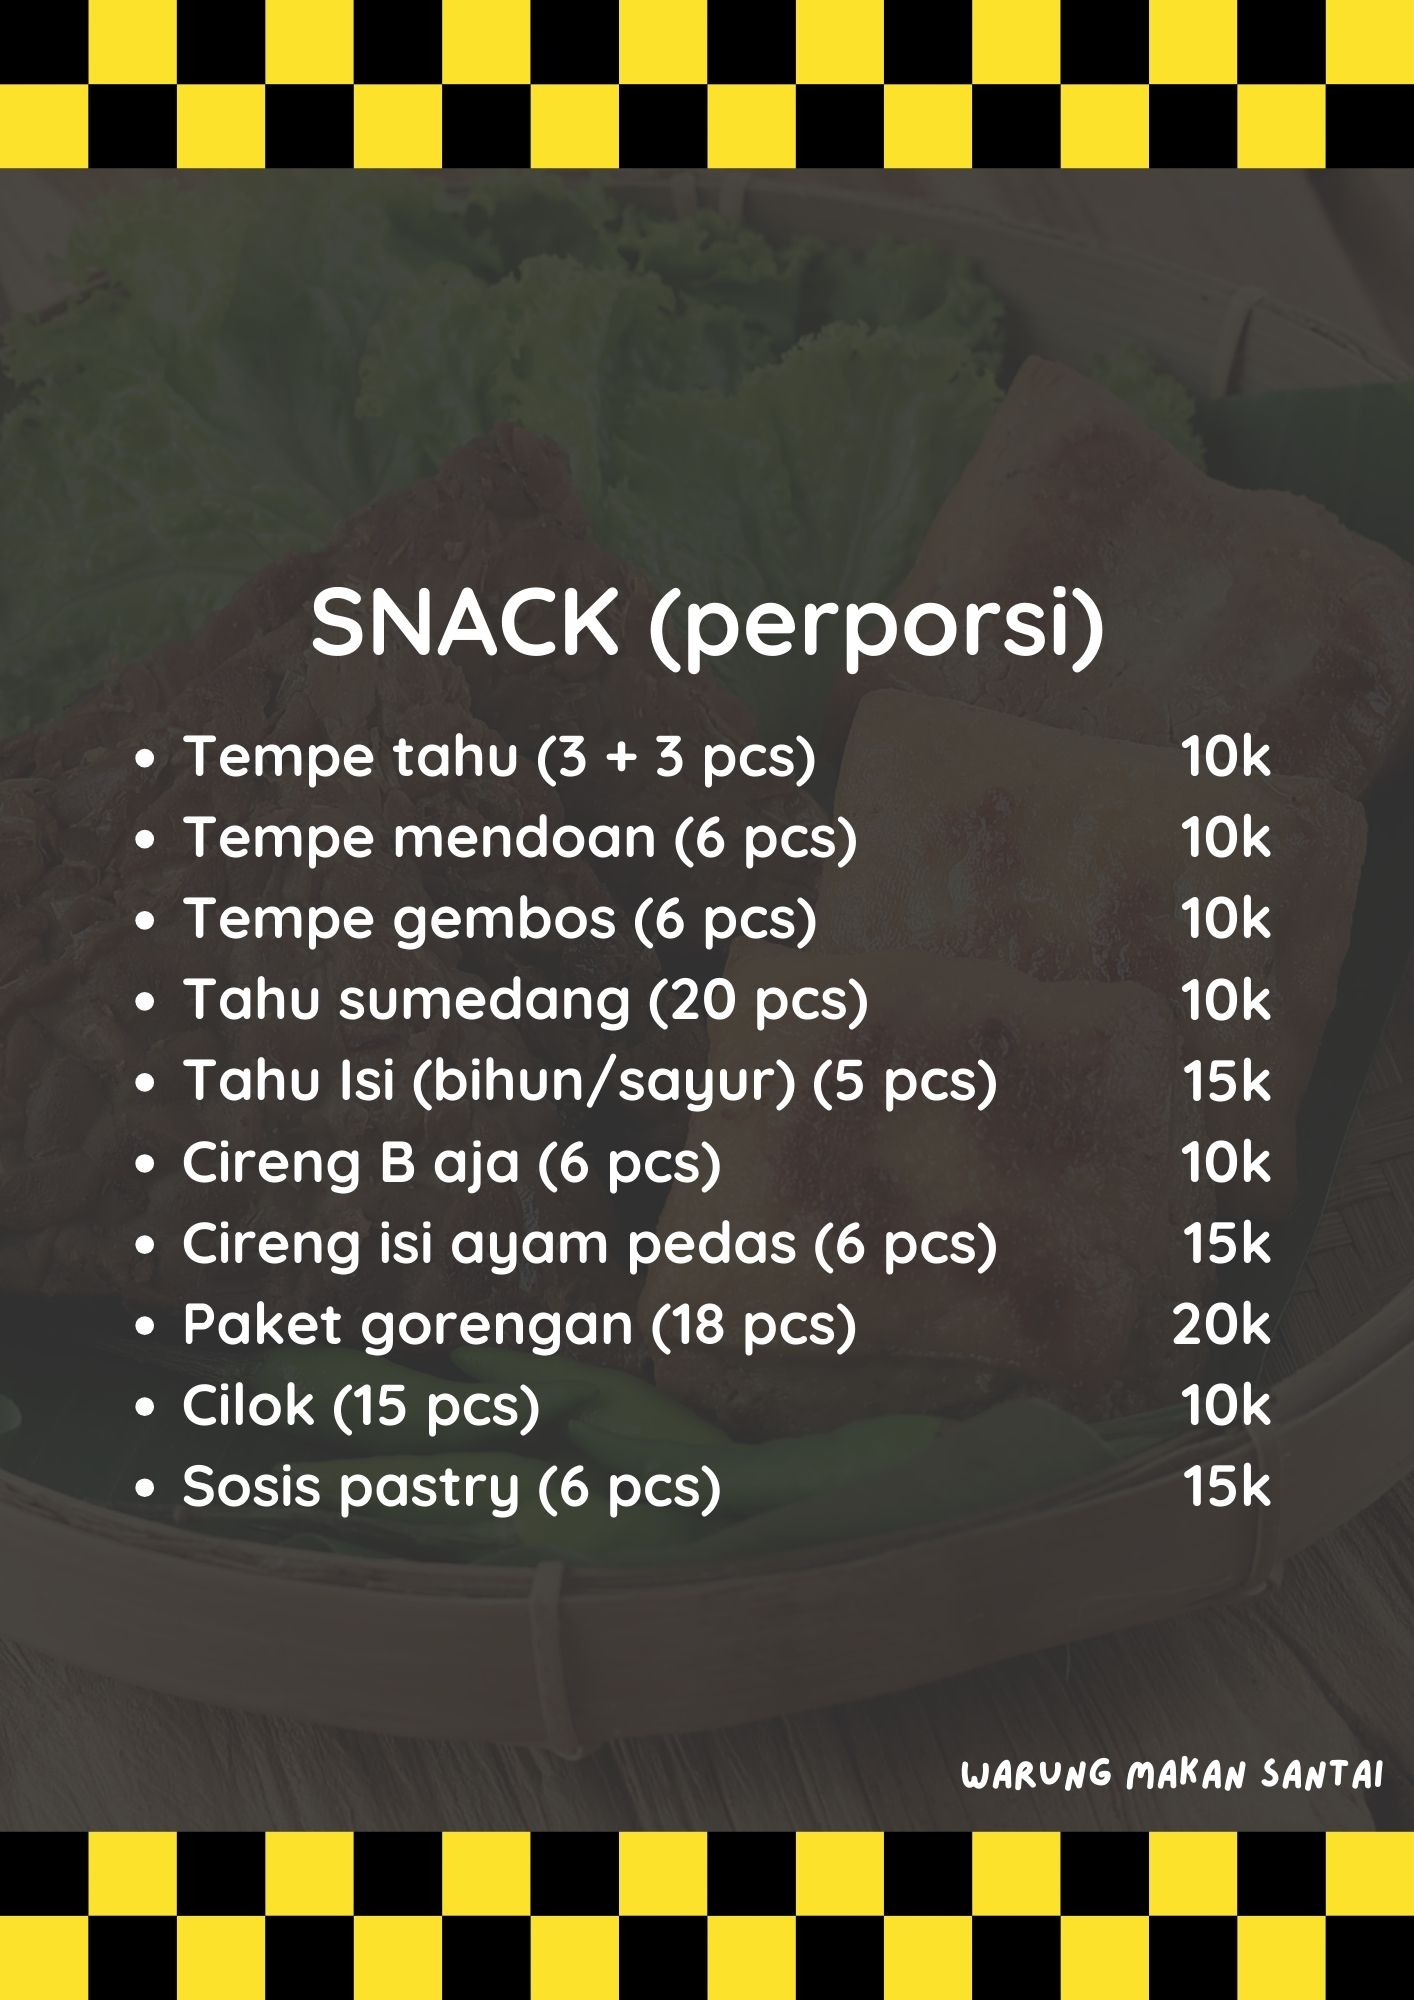 SNACK (perporsi)
• Tempe tahu (3 + 3 pcs) 10k
• Tempe mendoan (6 pcs) 10k
• Tempe gembos (6 pcs) 10k
• Tahu sumedang (20 pcs) 10k
• Tahu Isi (bihun/sayur) (5 pcs) 15k
• Cireng B aja (6 pcs) 10k
• Cireng isi ayam pedas (6 pcs) 15k
• Paket gorengan (18 pcs) 20k
• Cilok (15 pcs) 10k
• Sosis pastry (6 pcs) 15k
WARUNG MAKAN SANTAI